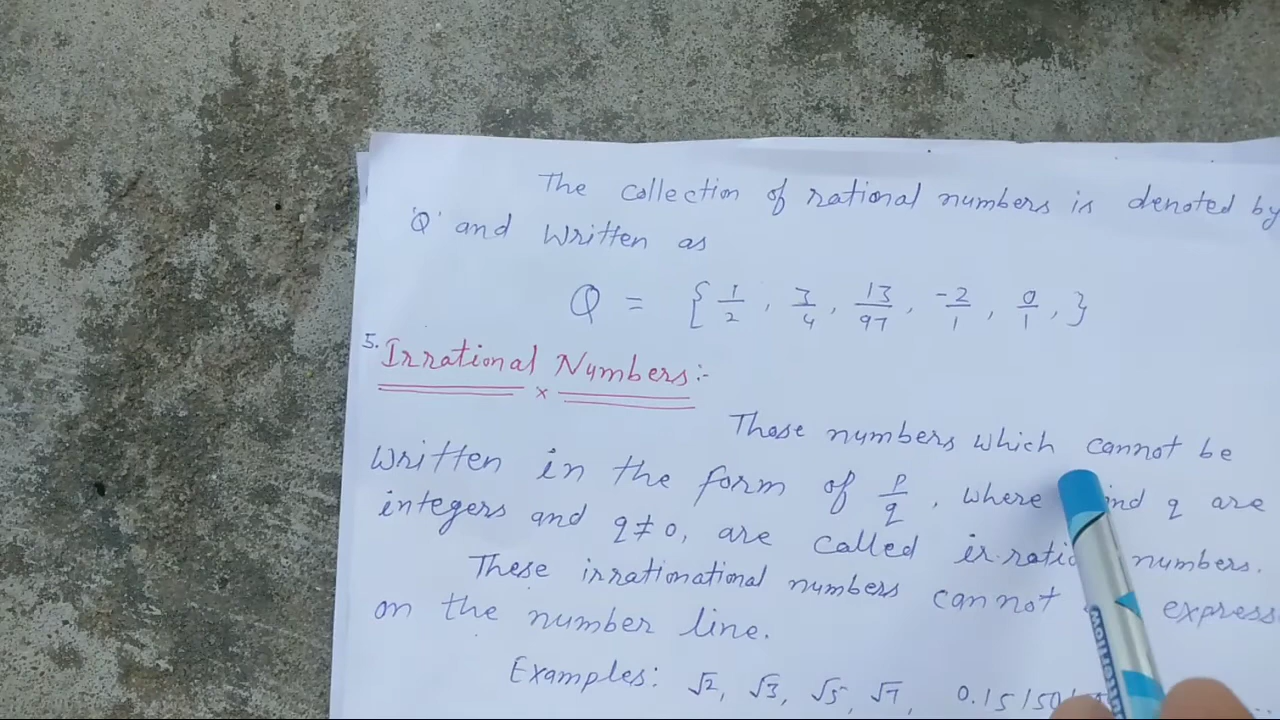 The collection of rational numbers is denoted by
'Q' and Written as
Q = { 1/2 , 3/4 , 13/97 , -2/1 , 0/1 , }
5. Irrational Numbers:-
×
Those numbers which cannot be
Written in the form of p/q , where and q are
integers and q≠0, are called irratio numbers.
These irrationational numbers cannot express
on the number line.
Examples: √2, √3, √5, √7, 0.15150